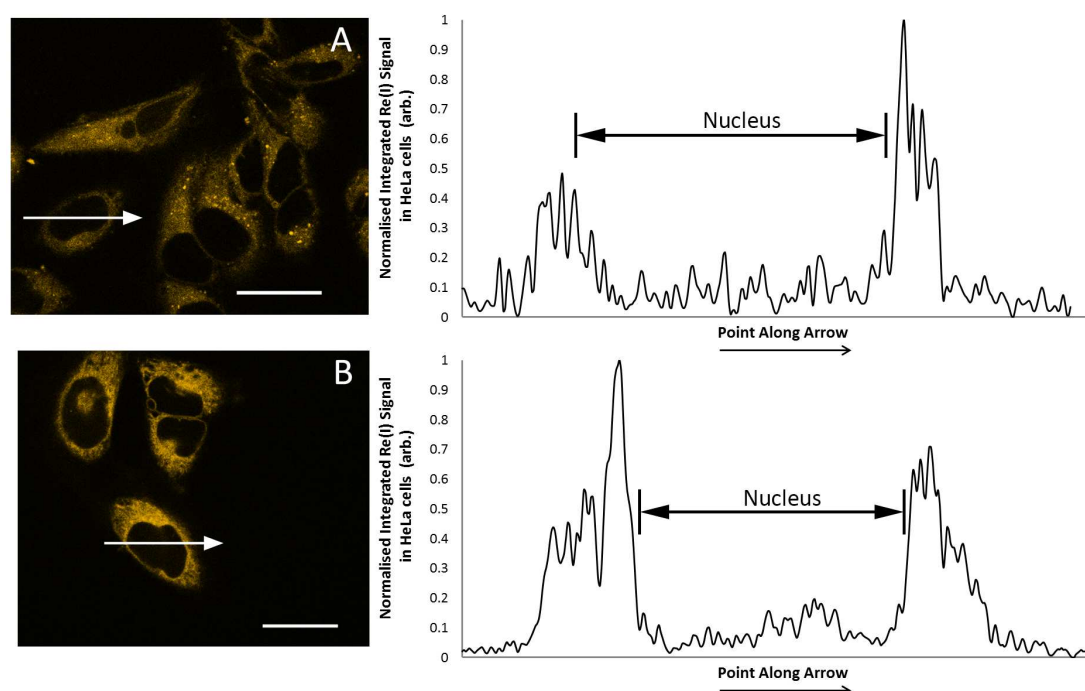 A
Normalised Integrated Re(I) Signal
in HeLa cells (arb.)
1
0.9
0.8
0.7
0.6
0.5
0.4
0.3
0.2
0.1
0
Nucleus
Point Along Arrow
B
Normalised Integrated Re(I) Signal
in HeLa cells (arb.)
1
0.9
0.8
0.7
0.6
0.5
0.4
0.3
0.2
0.1
0
Nucleus
Point Along Arrow